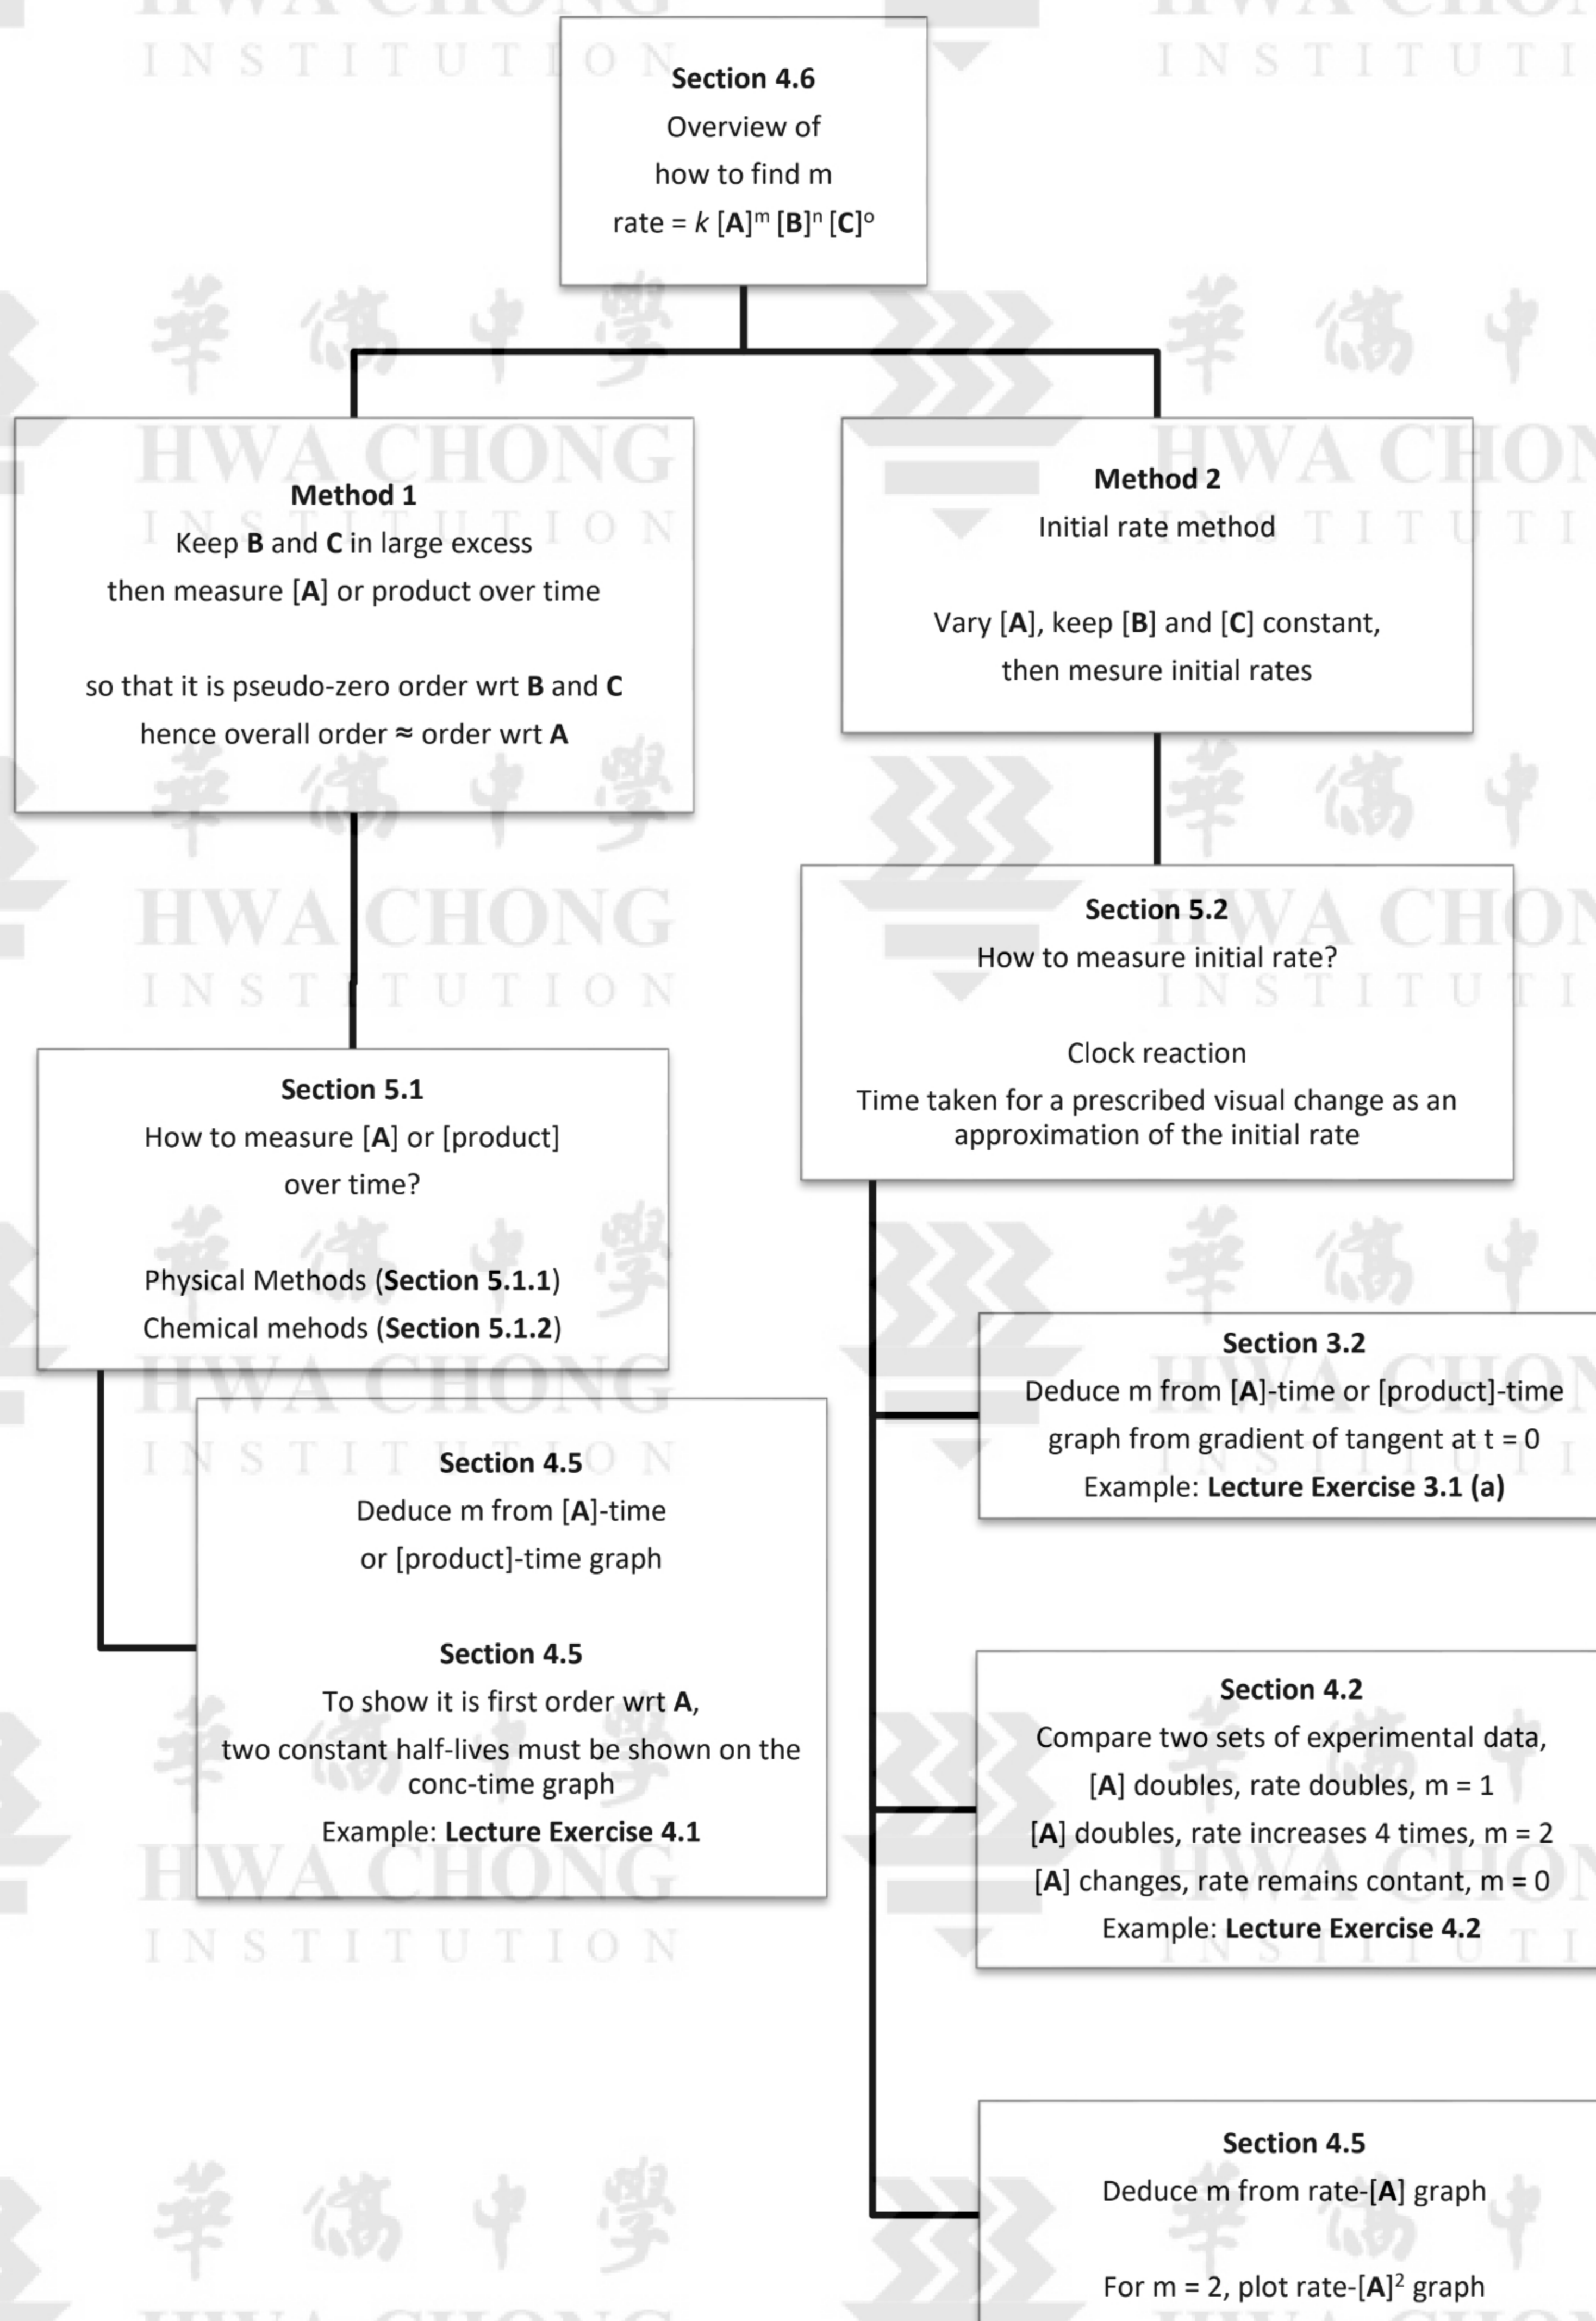 Section 4.6
Overview of
how to find m
rate = k [A]ᵐ [B]ⁿ [C]ᵒ
Method 1
Keep B and C in large excess
then measure [A] or product over time
so that it is pseudo-zero order wrt B and C
hence overall order ≈ order wrt A
Method 2
Initial rate method
Vary [A], keep [B] and [C] constant,
then mesure initial rates
Section 5.1
How to measure [A] or [product]
over time?
Physical Methods (Section 5.1.1)
Chemical mehods (Section 5.1.2)
Section 4.5
Deduce m from [A]-time
or [product]-time graph
Section 4.5
To show it is first order wrt A,
two constant half-lives must be shown on the
conc-time graph
Example: Lecture Exercise 4.1
Section 5.2
How to measure initial rate?
Clock reaction
Time taken for a prescribed visual change as an
approximation of the initial rate
Section 3.2
Deduce m from [A]-time or [product]-time
graph from gradient of tangent at t = 0
Example: Lecture Exercise 3.1 (a)
Section 4.2
Compare two sets of experimental data,
[A] doubles, rate doubles, m = 1
[A] doubles, rate increases 4 times, m = 2
[A] changes, rate remains contant, m = 0
Example: Lecture Exercise 4.2
Section 4.5
Deduce m from rate-[A] graph
For m = 2, plot rate-[A]² graph
華僑中學
HWA CHONG
INSTITUTION